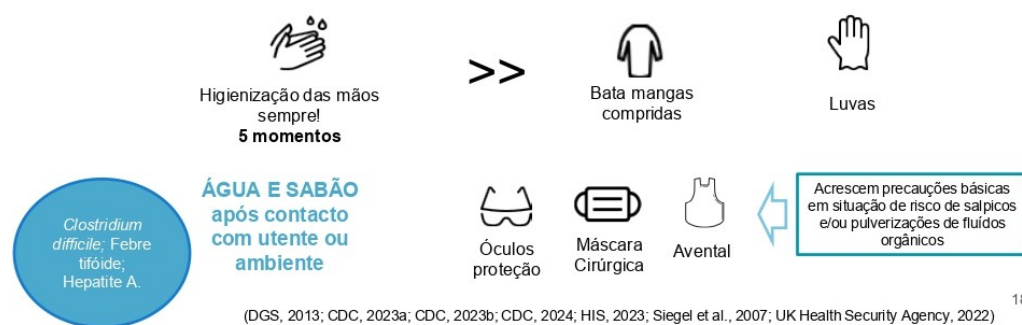 Higienização das mãos
sempre!
5 momentos
>>
Bata mangas
compridas
Luvas
Clostridium
difficile; Febre
tifóide;
Hepatite A.
ÁGUA E SABÃO
após contacto
com utente ou
ambiente
Óculos
proteção
Máscara
Cirúrgica
Avental
Acrescem precauções básicas
em situação de risco de salpicos
e/ou pulverizações de fluídos
orgânicos
18
(DGS, 2013; CDC, 2023a; CDC, 2023b; CDC, 2024; HIS, 2023; Siegel et al., 2007; UK Health Security Agency, 2022)